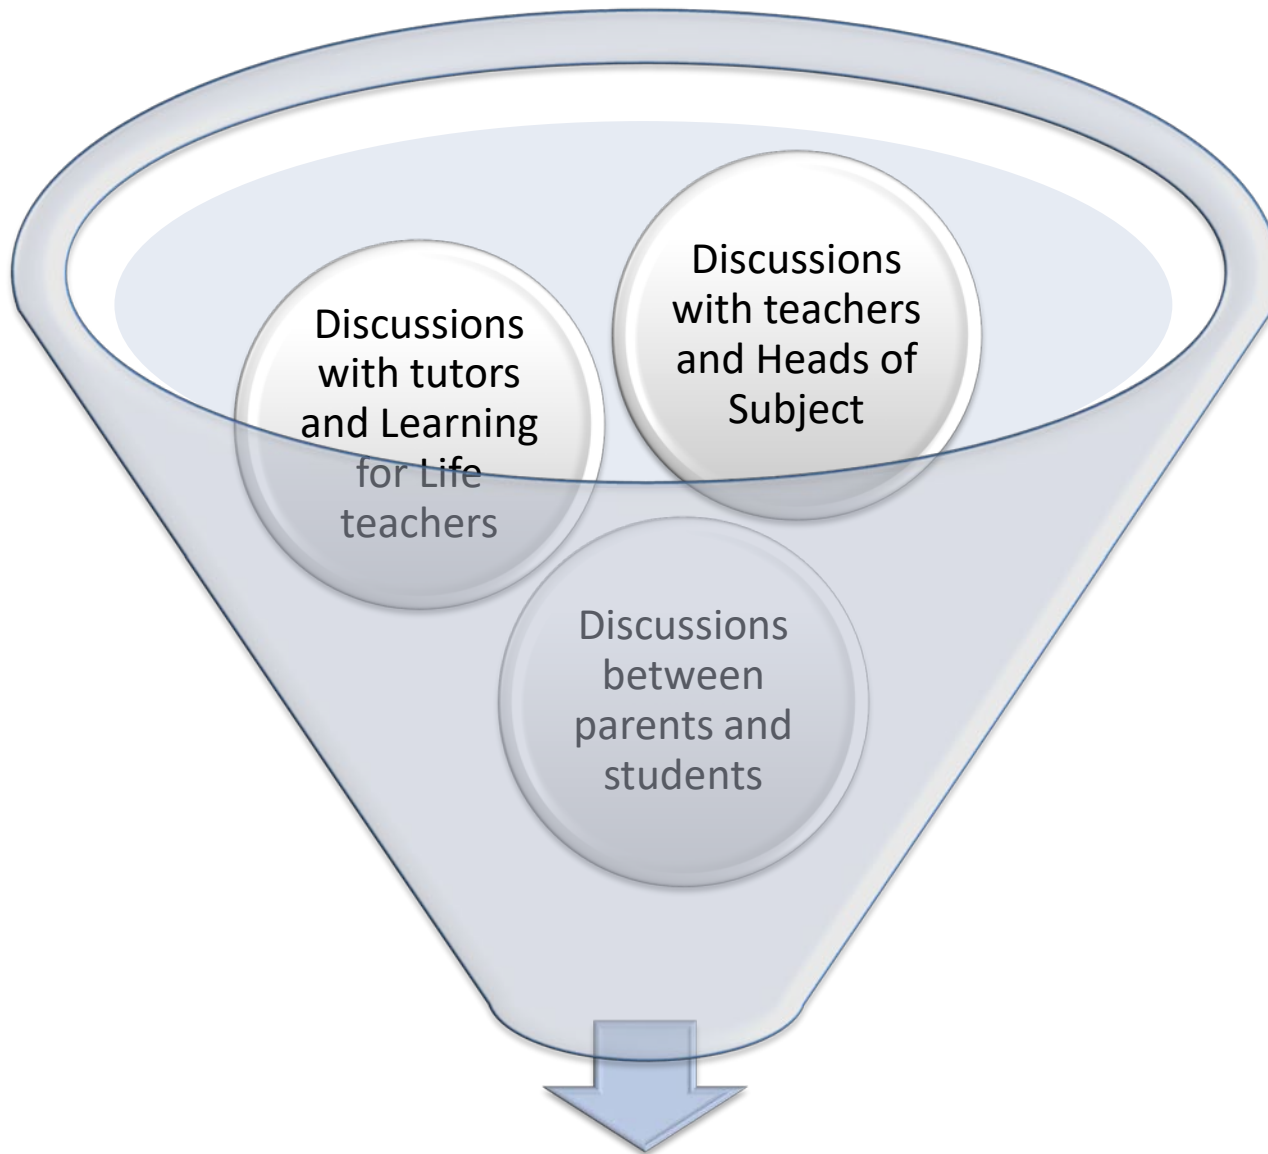 Discussions
with tutors
and Learning
for Life
teachers
Discussions
with teachers
and Heads of
Subject
Discussions
between
parents and
students